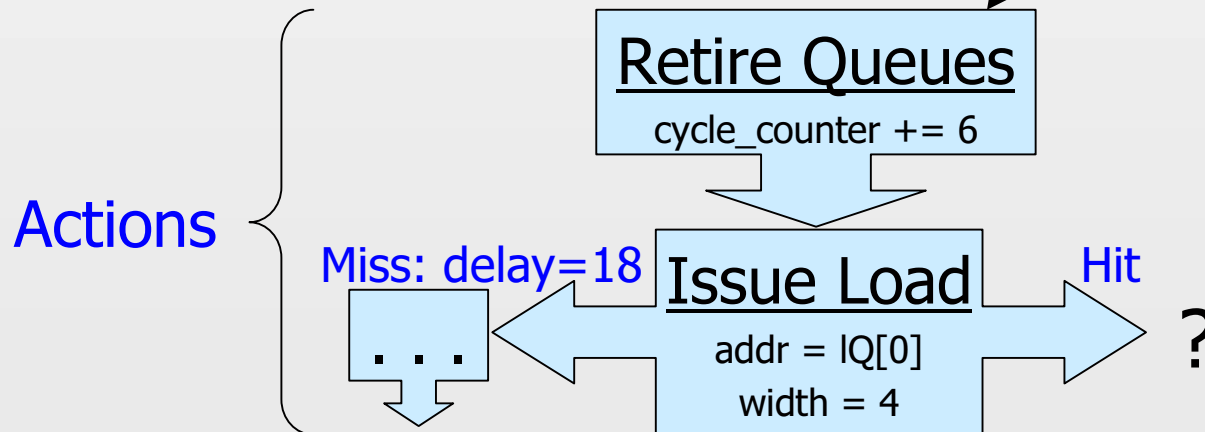 Retire Queues
cycle_counter += 6
Actions
Miss: delay=18
Issue Load
Hit
. . .
addr = lQ[0]
?
width = 4